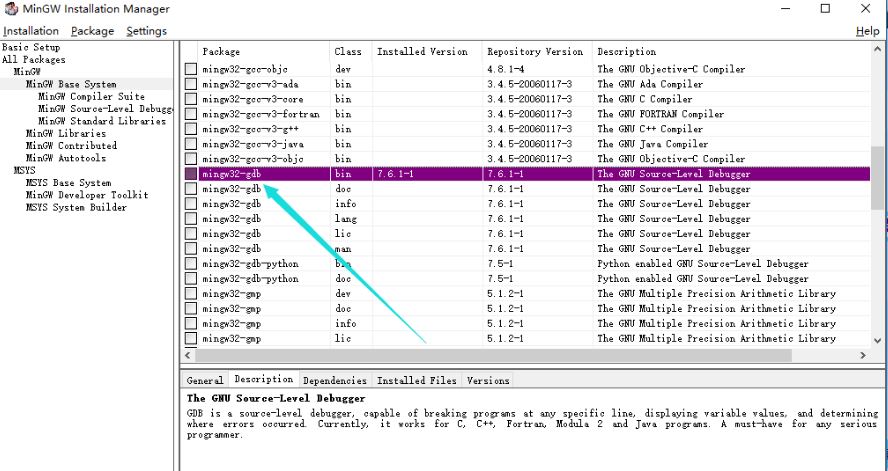 MinGW Installation Manager
Installation Package Settings Help
Basic Setup
All Packages
MinGW
MinGW Base System
MinGW Compiler Suite
MinGW Source-Level Debugg
MinGW Standard Libraries
MinGW Libraries
MinGW Contributed
MinGW Autotools
MSYS
MSYS Base System
MinGW Developer Toolkit
MSYS System Builder
Package Class Installed Version Repository Version Description
mingw32-gcc-objc dev 4.8.1-4 The GNU Objective-C Compiler
mingw32-gcc-v3-ada bin 3.4.5-20060117-3 The GNU Ada Compiler
mingw32-gcc-v3-core bin 3.4.5-20060117-3 The GNU C Compiler
mingw32-gcc-v3-fortran bin 3.4.5-20060117-3 The GNU FORTRAN Compiler
mingw32-gcc-v3-g++ bin 3.4.5-20060117-3 The GNU C++ Compiler
mingw32-gcc-v3-java bin 3.4.5-20060117-3 The GNU Java Compiler
mingw32-gcc-v3-objc bin 3.4.5-20060117-3 The GNU Objective-C Compiler
mingw32-gdb bin 7.6.1-1 7.6.1-1 The GNU Source-Level Debugger
mingw32-gdb doc 7.6.1-1 The GNU Source-Level Debugger
mingw32-gdb info 7.6.1-1 The GNU Source-Level Debugger
mingw32-gdb lang 7.6.1-1 The GNU Source-Level Debugger
mingw32-gdb lic 7.6.1-1 The GNU Source-Level Debugger
mingw32-gdb man 7.6.1-1 The GNU Source-Level Debugger
mingw32-gdb-python bin 7.5-1 Python enabled GNU Source-Level Debugger
mingw32-gdb-python doc 7.5-1 Python enabled GNU Source-Level Debugger
mingw32-gmp dev 5.1.2-1 The GNU Multiple Precision Arithmetic Library
mingw32-gmp doc 5.1.2-1 The GNU Multiple Precision Arithmetic Library
mingw32-gmp info 5.1.2-1 The GNU Multiple Precision Arithmetic Library
mingw32-gmp lic 5.1.2-1 The GNU Multiple Precision Arithmetic Library
General Description Dependencies Installed Files Versions
The GNU Source-Level Debugger
GDB is a source-level debugger, capable of breaking programs at any specific line, displaying variable values, and determining
where errors occurred. Currently, it works for C, C++, Fortran, Modula 2 and Java programs. A must-have for any serious
programmer.